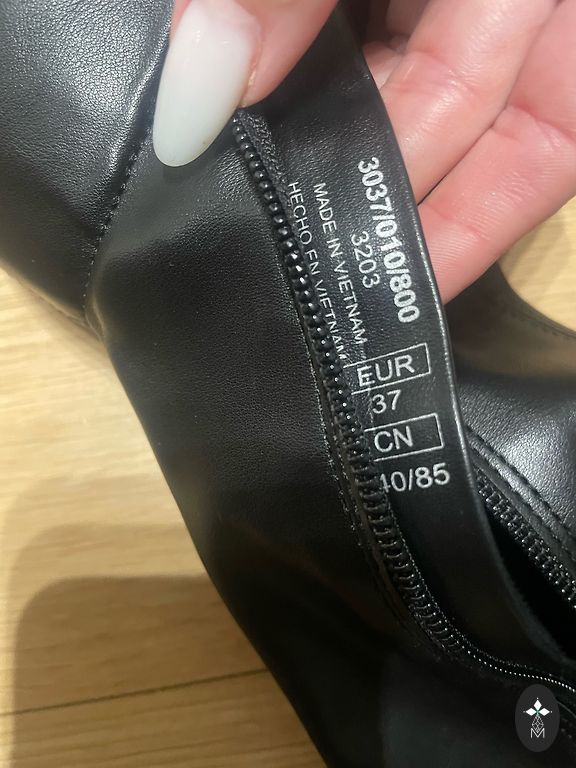 3037/010/800
3203
MADE IN VIETNAM
HECHO EN VIETNAM
EUR
37
CN
40/85
M